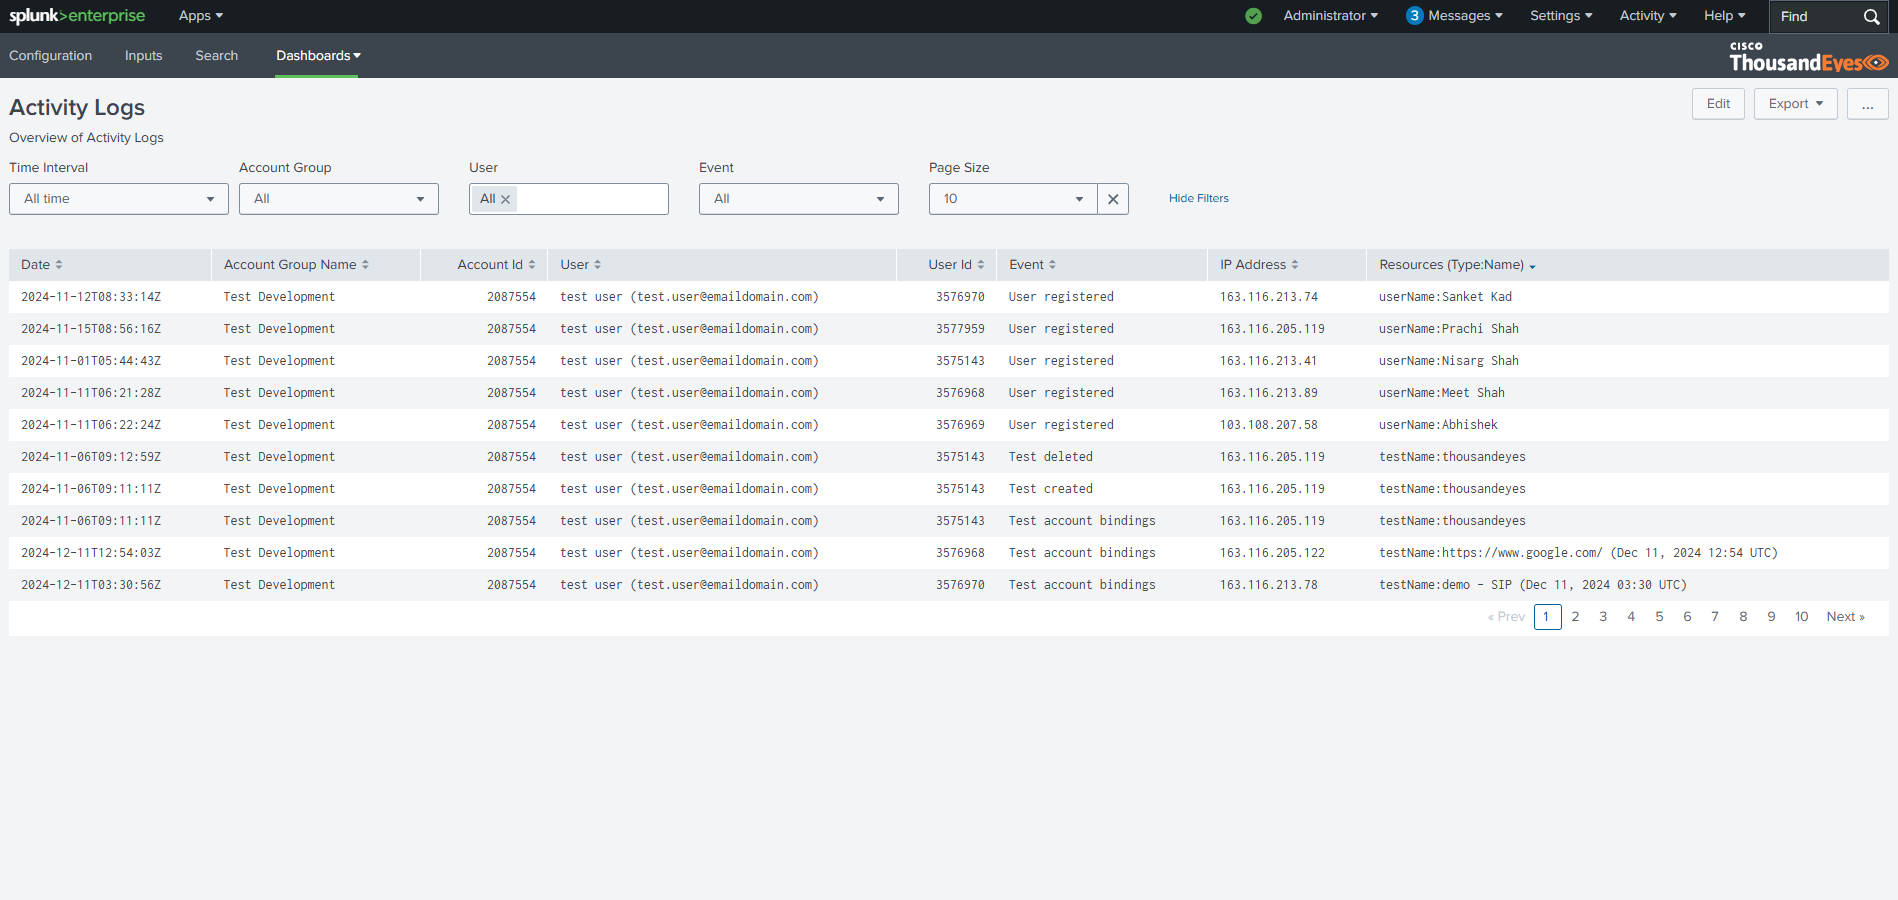 splunk>enterprise Apps Administrator 3 Messages Settings Activity Help Find
Configuration Inputs Search Dashboards CISCO ThousandEyes
Activity Logs Edit Export ...
Overview of Activity Logs
Time Interval Account Group User Event Page Size
All time All All All 10 Hide Filters
Date Account Group Name Account Id User User Id Event IP Address Resources (Type:Name)
2024-11-12T08:33:14Z Test Development 2087554 test user (test.user@emaildomain.com) 3576970 User registered 163.116.213.74 userName:Sanket Kad
2024-11-15T08:56:16Z Test Development 2087554 test user (test.user@emaildomain.com) 3577959 User registered 163.116.205.119 userName:Prachi Shah
2024-11-01T05:44:43Z Test Development 2087554 test user (test.user@emaildomain.com) 3575143 User registered 163.116.213.41 userName:Nisarg Shah
2024-11-11T06:21:28Z Test Development 2087554 test user (test.user@emaildomain.com) 3576968 User registered 163.116.213.89 userName:Meet Shah
2024-11-11T06:22:24Z Test Development 2087554 test user (test.user@emaildomain.com) 3576969 User registered 103.108.207.58 userName:Abhishek
2024-11-06T09:12:59Z Test Development 2087554 test user (test.user@emaildomain.com) 3575143 Test deleted 163.116.205.119 testName:thousandeyes
2024-11-06T09:11:11Z Test Development 2087554 test user (test.user@emaildomain.com) 3575143 Test created 163.116.205.119 testName:thousandeyes
2024-11-06T09:11:11Z Test Development 2087554 test user (test.user@emaildomain.com) 3575143 Test account bindings 163.116.205.119 testName:thousandeyes
2024-12-11T12:54:03Z Test Development 2087554 test user (test.user@emaildomain.com) 3576968 Test account bindings 163.116.205.122 testName:https://www.google.com/ (Dec 11, 2024 12:54 UTC)
2024-12-11T03:30:56Z Test Development 2087554 test user (test.user@emaildomain.com) 3576970 Test account bindings 163.116.213.78 testName:demo - SIP (Dec 11, 2024 03:30 UTC)
« Prev 1 2 3 4 5 6 7 8 9 10 Next »